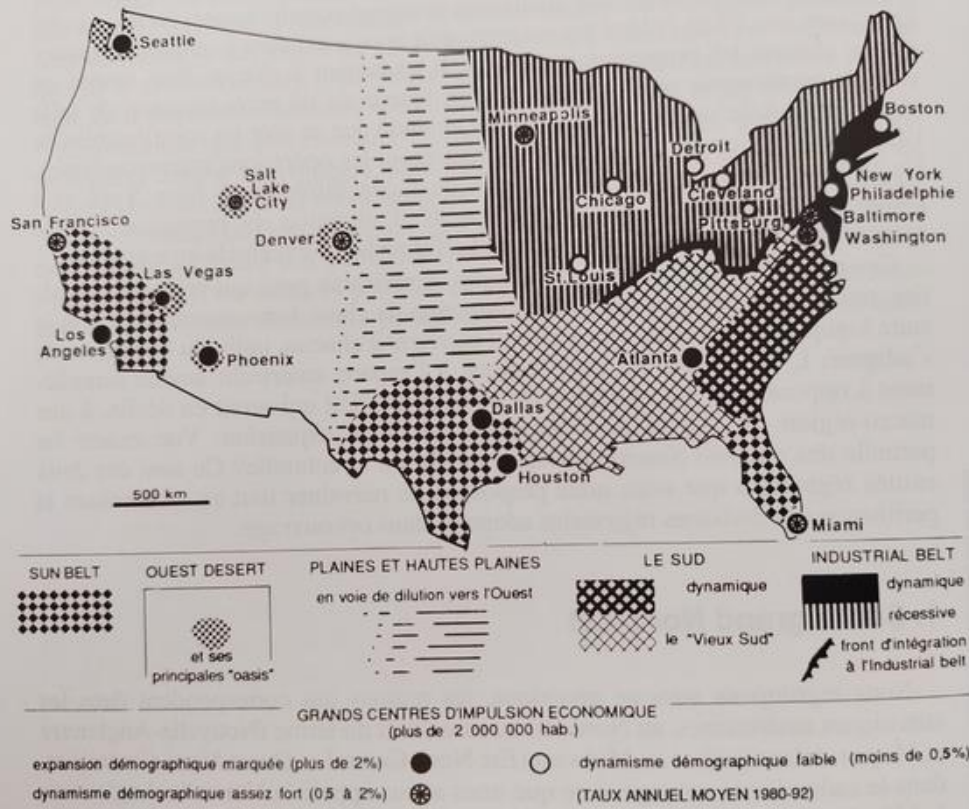 Seattle
Minneapolis
Boston
Detroit
Salt
Lake
City
New York
Cleveland
Philadelphie
Chicago
Pittsburg
San Francisco
Baltimore
Denver
Washington
St.Louis
Las Vegas
Los
Angeles
Phoenix
Atlanta
Dallas
Houston
500 km
Miami
SUN BELT
OUEST DESERT
et ses
principales "oasis"
PLAINES ET HAUTES PLAINES
en voie de dilution vers l'Ouest
LE SUD
dynamique
le "Vieux Sud"
INDUSTRIAL BELT
dynamique
récessive
front d'intégration
à l'Industrial belt
GRANDS CENTRES D'IMPULSION ECONOMIQUE
(plus de 2 000 000 hab.)
expansion démographique marquée (plus de 2%)
dynamisme démographique faible (moins de 0,5%)
dynamisme démographique assez fort (0,5 à 2%)
(TAUX ANNUEL MOYEN 1980-92)